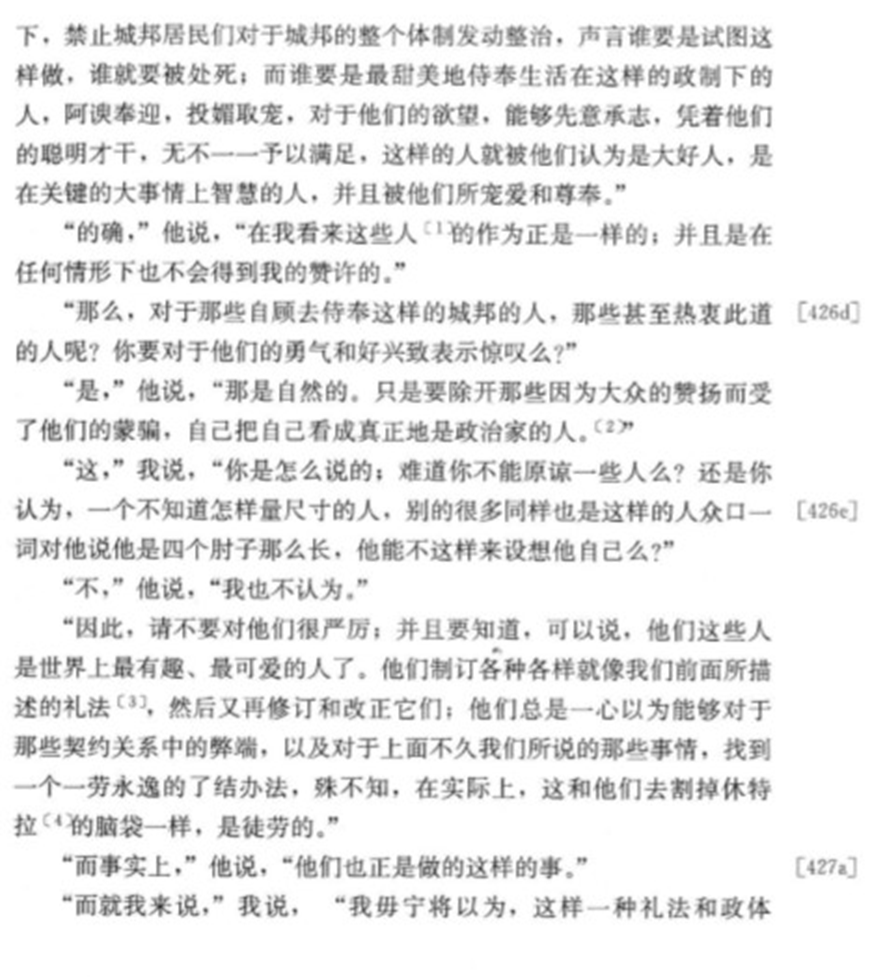 下，禁止城邦居民们对于城邦的整个体制发动整治，声言谁要是试图这
样做，谁就要被处死；而谁要是最甜美地侍奉生活在这样的政制下的
人，阿谀奉迎，投媚取宠，对于他们的欲望，能够先意承志，凭着他们
的聪明才干，无不一一予以满足，这样的人就被他们认为是大好人，是
在关键的大事情上智慧的人，并且被他们所宠爱和尊奉。”
“的确，”他说，“在我看来这些人〔1〕的作为正是一样的；并且是在
任何情形下也不会得到我的赞许的。”
“那么，对于那些自顾去侍奉这样的城邦的人，那些甚至热衷此道 [426d]
的人呢？你要对于他们的勇气和好兴致表示惊叹么?”
“是，”他说，“那是自然的。只是要除开那些因为大众的赞扬而受
了他们的蒙骗，自己把自己看成真正地是政治家的人。〔2〕”
“这，”我说，“你是怎么说的；难道你不能原谅一些人么？还是你
认为，一个不知道怎样量尺寸的人，别的很多同样也是这样的人众口一 [426e]
词对他说他是四个肘子那么长，他能不这样来设想他自己么?”
“不，”他说，“我也不认为。”
“因此，请不要对他们很严厉；并且要知道，可以说，他们这些人
是世界上最有趣、最可爱的人了。他们制订各种各样就像我们前面所描
述的礼法〔3〕，然后又再修订和改正它们；他们总是一心以为能够对于
那些契约关系中的弊端，以及对于上面不久我们所说的那些事情，找到
一个一劳永逸的了结办法，殊不知，在实际上，这和他们去割掉休特
拉〔4〕的脑袋一样，是徒劳的。”
“而事实上，”他说，“他们也正是做的这样的事。” [427a]
“而就我来说，”我说， “我毋宁将以为，这样一种礼法和政体